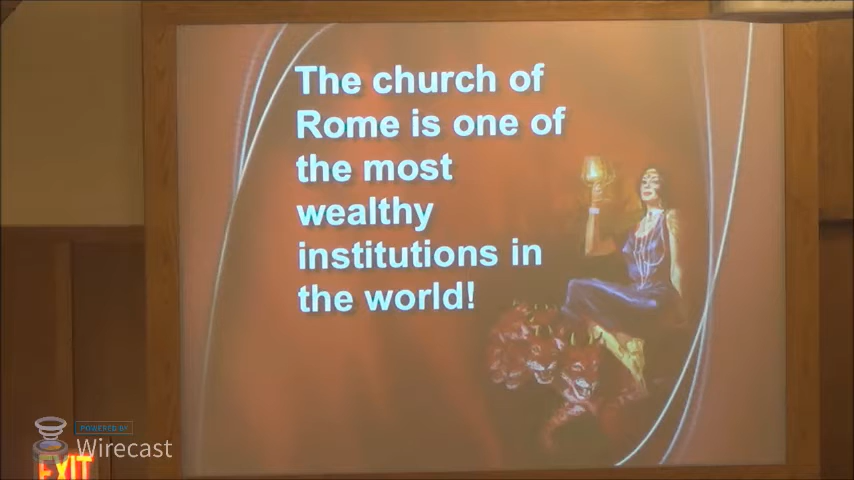 The church of
Rome is one of
the most
wealthy
institutions in
the world!
POWERED BY
Wirecast
EXIT